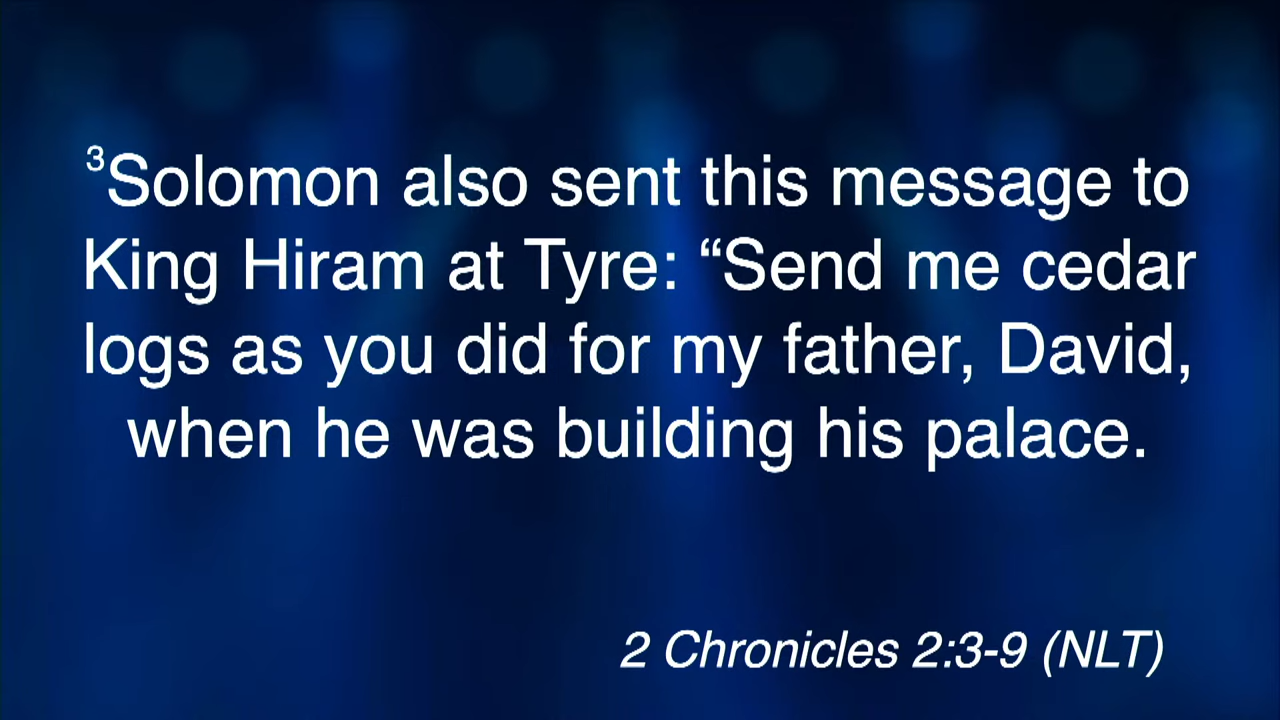 ³Solomon also sent this message to
King Hiram at Tyre: “Send me cedar
logs as you did for my father, David,
when he was building his palace.
2 Chronicles 2:3-9 (NLT)